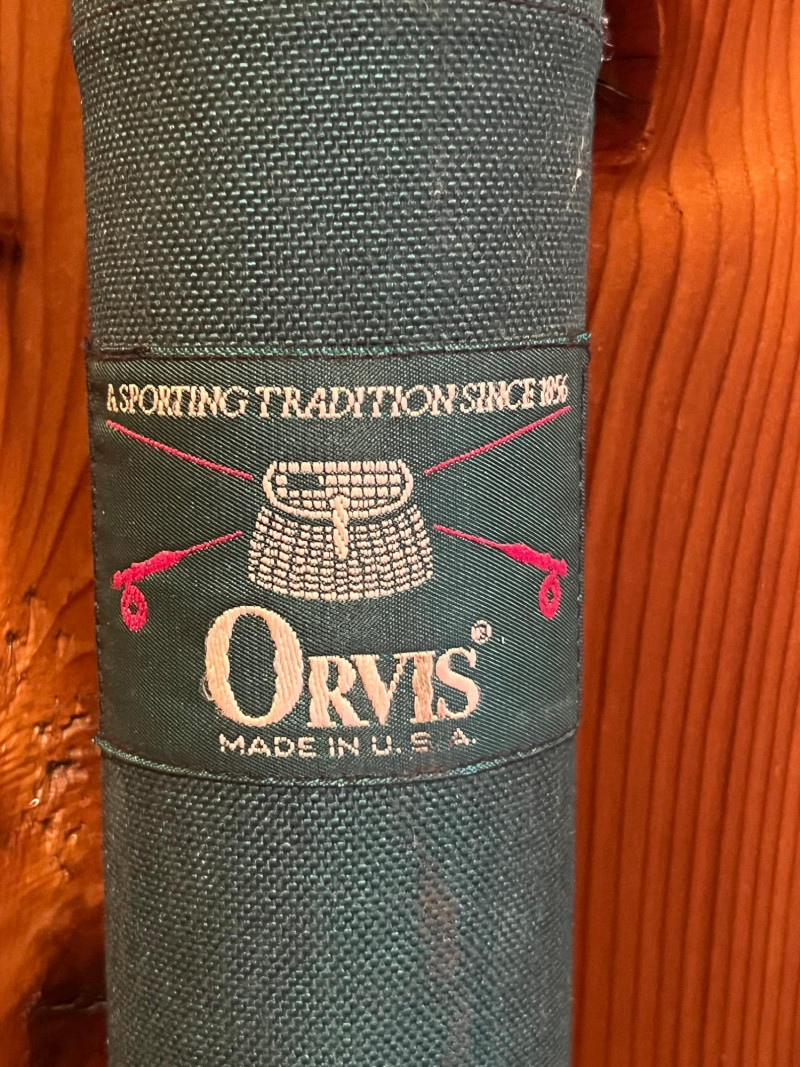 A SPORTING TRADITION SINCE 1856
ORVIS®
MADE IN U.S.A.